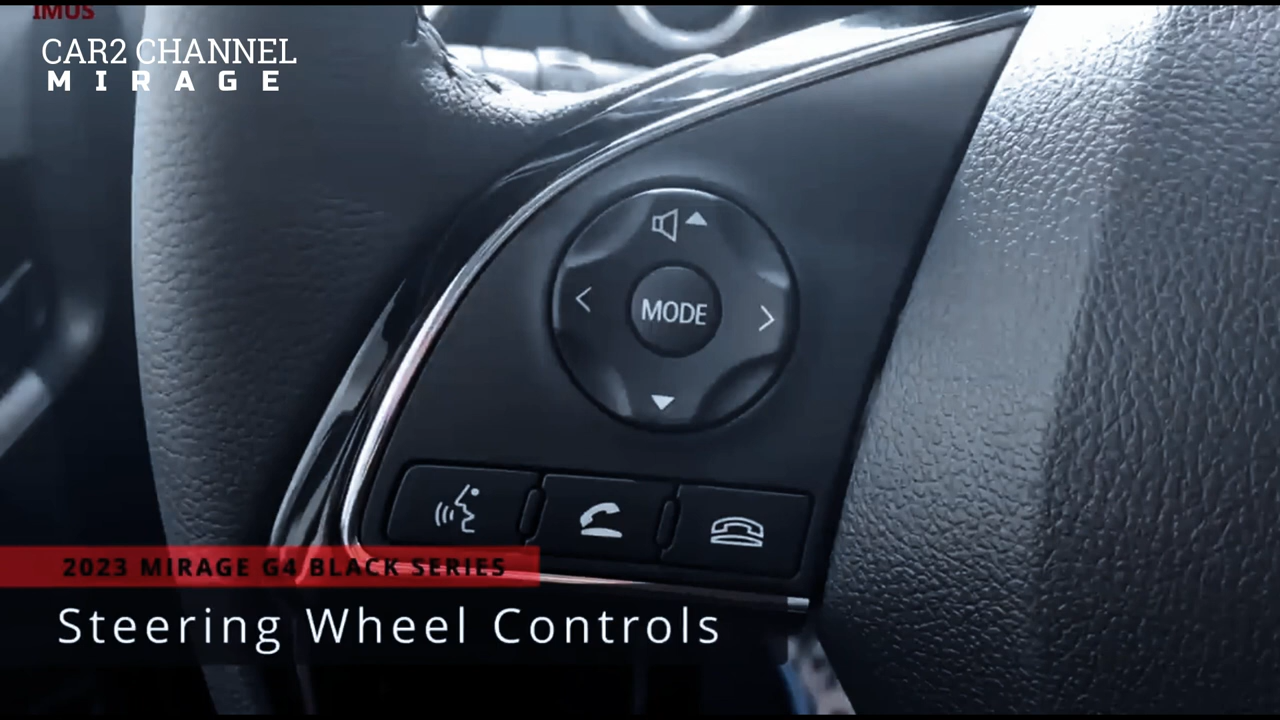 IMUS
CAR2 CHANNEL
MIRAGE
MODE
2023 MIRAGE G4 BLACK SERIES
Steering Wheel Controls